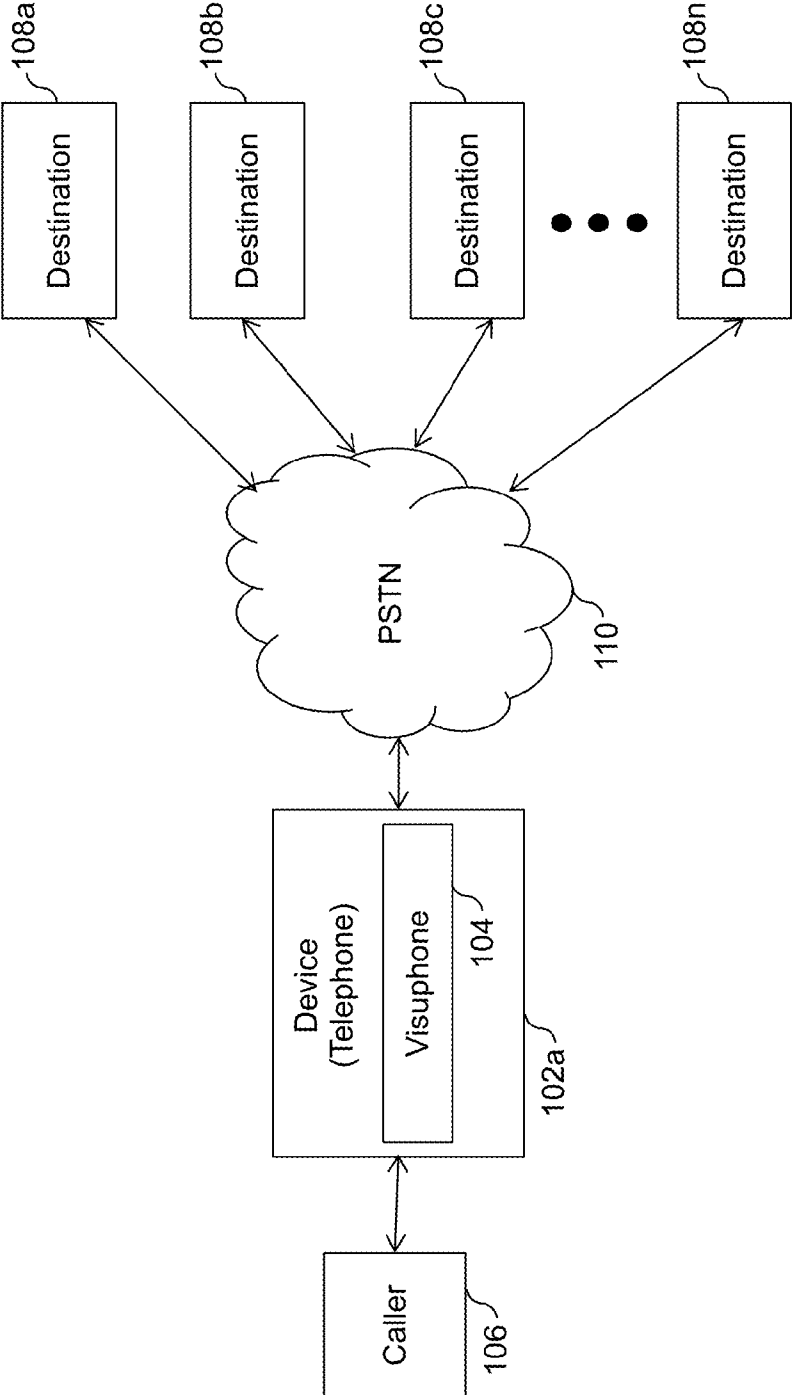 Caller
106
Device
(Telephone)
Visuphone
104
102a
PSTN
110
Destination
108a
Destination
108b
Destination
108c
Destination
108n